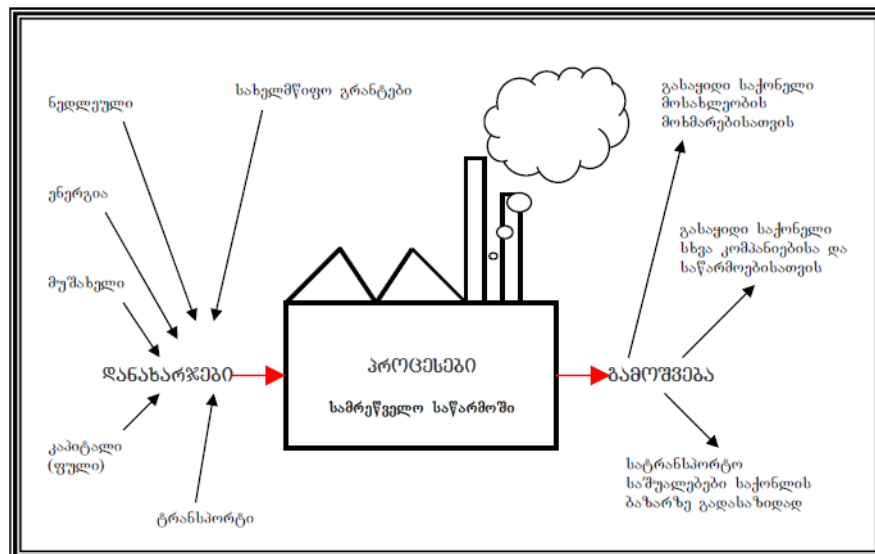 ნედლეული
სახელმწიფო გრანტები
ენერგია
მუშახელი
ᲓᲐᲜᲐᲮᲐᲠᲯᲔᲑᲘ
კაპიტალი
(ფული)
ტრანსპორტი
ᲞᲠᲝᲪᲔᲡᲔᲑᲘ
სამრეწველო საწარმოში
გასაყიდი საქონელი
მოსახლეობის
მოხმარებისათვის
გასაყიდი საქონელი
სხვა კომპანიებისა და
საწარმოებისათვის
ᲒᲐᲛᲝᲨᲕᲔᲑᲐ
სატრანსპორტო
საშუალებები საქონლის
ბაზარზე გადასაზიდად